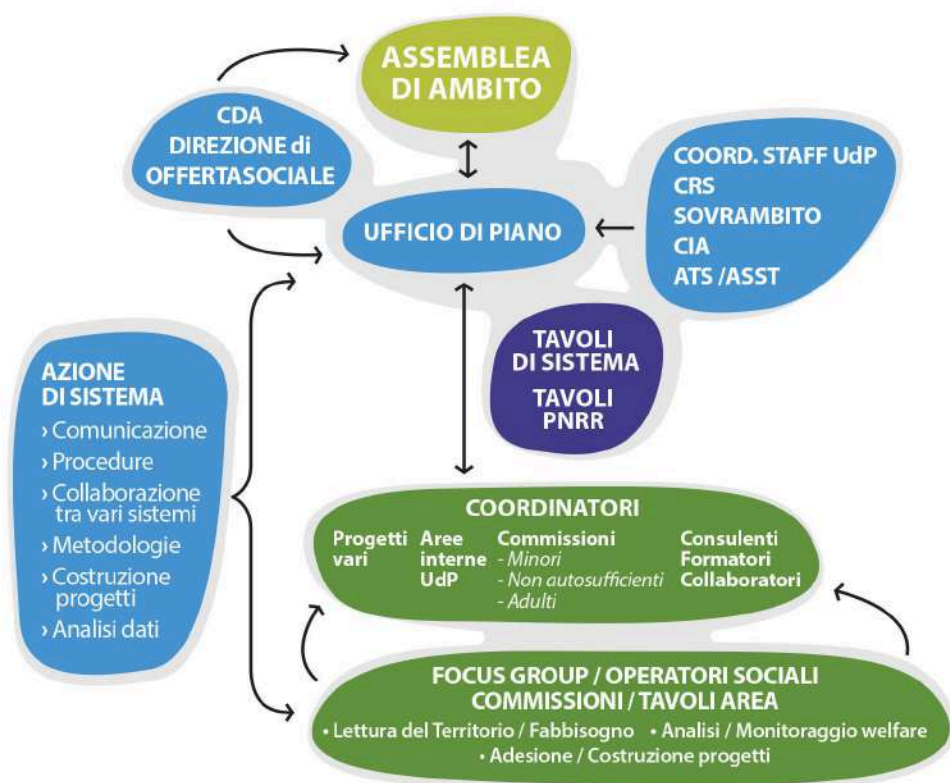 ASSEMBLEA
DI AMBITO
CDA
DIREZIONE di
OFFERTASOCIALE
COORD. STAFF UdP
CRS
SOVRAMBITO
CIA
ATS /ASST
UFFICIO DI PIANO
TAVOLI
DI SISTEMA
TAVOLI
PNRR
AZIONE
DI SISTEMA
› Comunicazione
› Procedure
› Collaborazione
tra vari sistemi
› Metodologie
› Costruzione
progetti
› Analisi dati
COORDINATORI
Progetti
vari
Aree
interne
UdP
Commissioni
- Minori
- Non autosufficienti
- Adulti
Consulenti
Formatori
Collaboratori
FOCUS GROUP / OPERATORI SOCIALI
COMMISSIONI / TAVOLI AREA
• Lettura del Territorio / Fabbisogno • Analisi / Monitoraggio welfare
• Adesione / Costruzione progetti